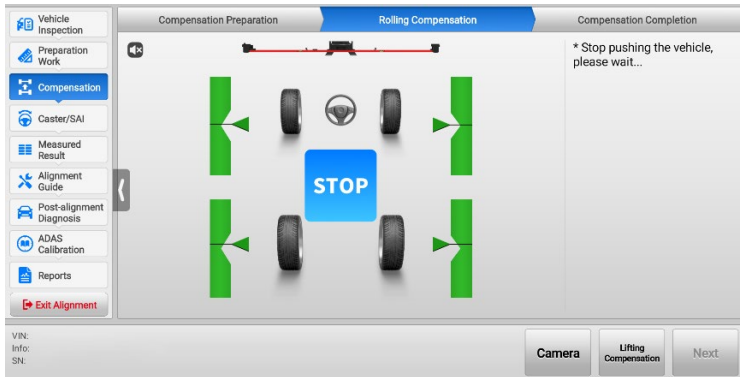 Vehicle
Inspection
Preparation
Work
Compensation
Caster/SAI
Measured
Result
Alignment
Guide
Post-alignment
Diagnosis
ADAS
Calibration
Reports
Exit Alignment
Compensation Preparation
Rolling Compensation
Compensation Completion
* Stop pushing the vehicle,
please wait...
STOP
VIN:
Info:
SN:
Camera
Lifting
Compensation
Next